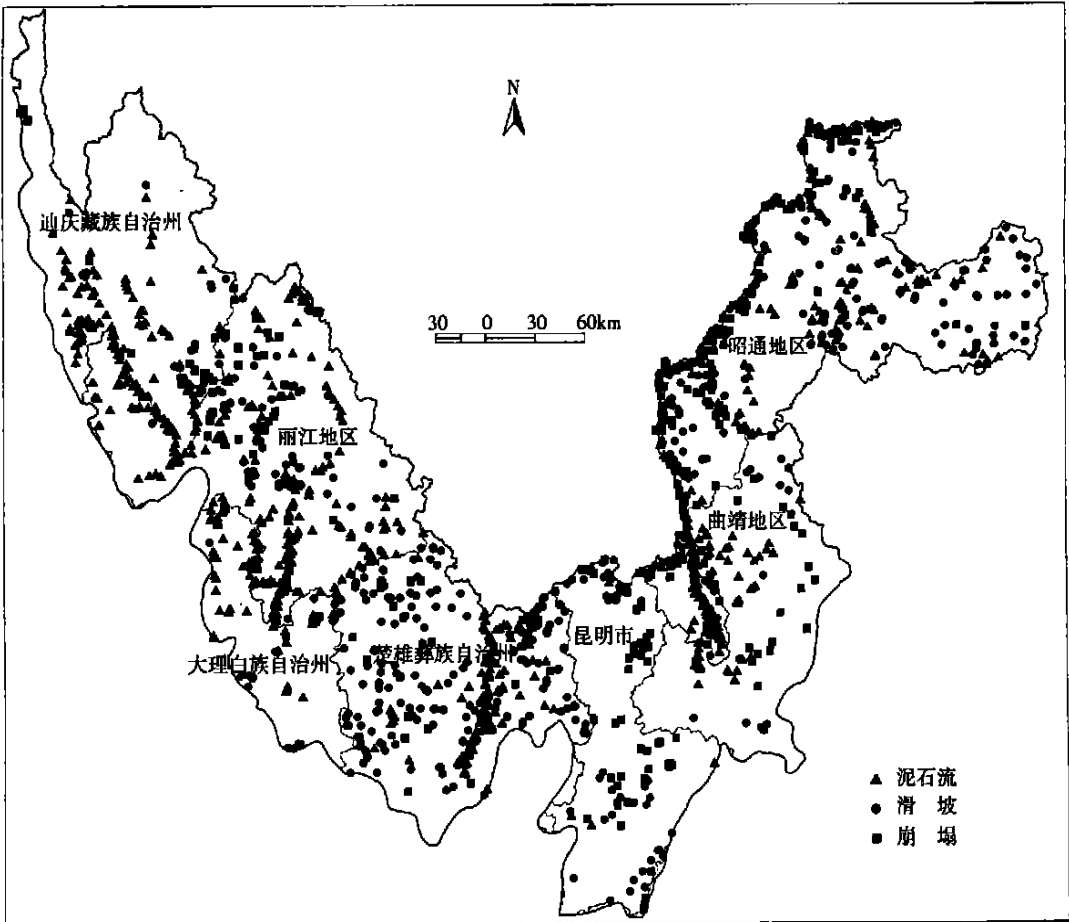 N
迪庆藏族自治州
30 0 30 60km
昭通地区
丽江地区
曲靖地区
昆明市
楚雄彝族自治州
大理白族自治州
泥石流
滑 坡
崩 塌